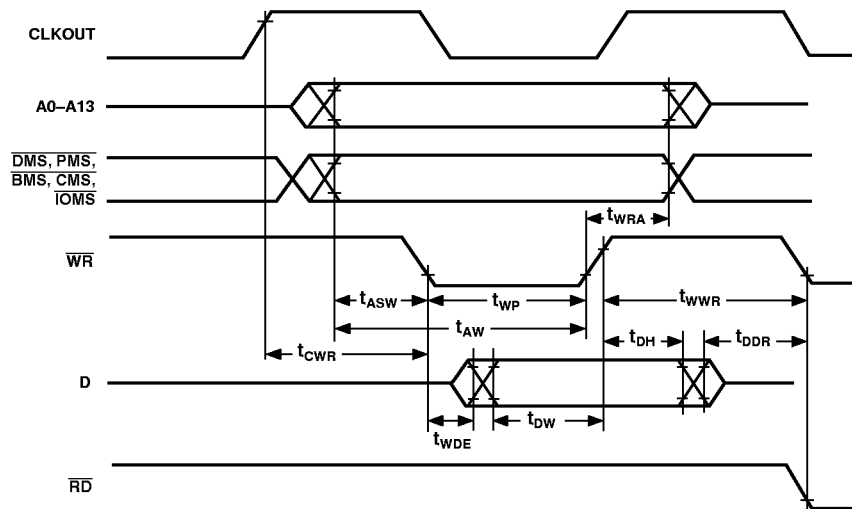 CLKOUT
A0–A13
DMS, PMS,
BMS, CMS,
IOMS
tWRA
WR
tASW
tWP
tWWR
tAW
tCWR
tDH
tDDR
D
tWDE
tDW
RD